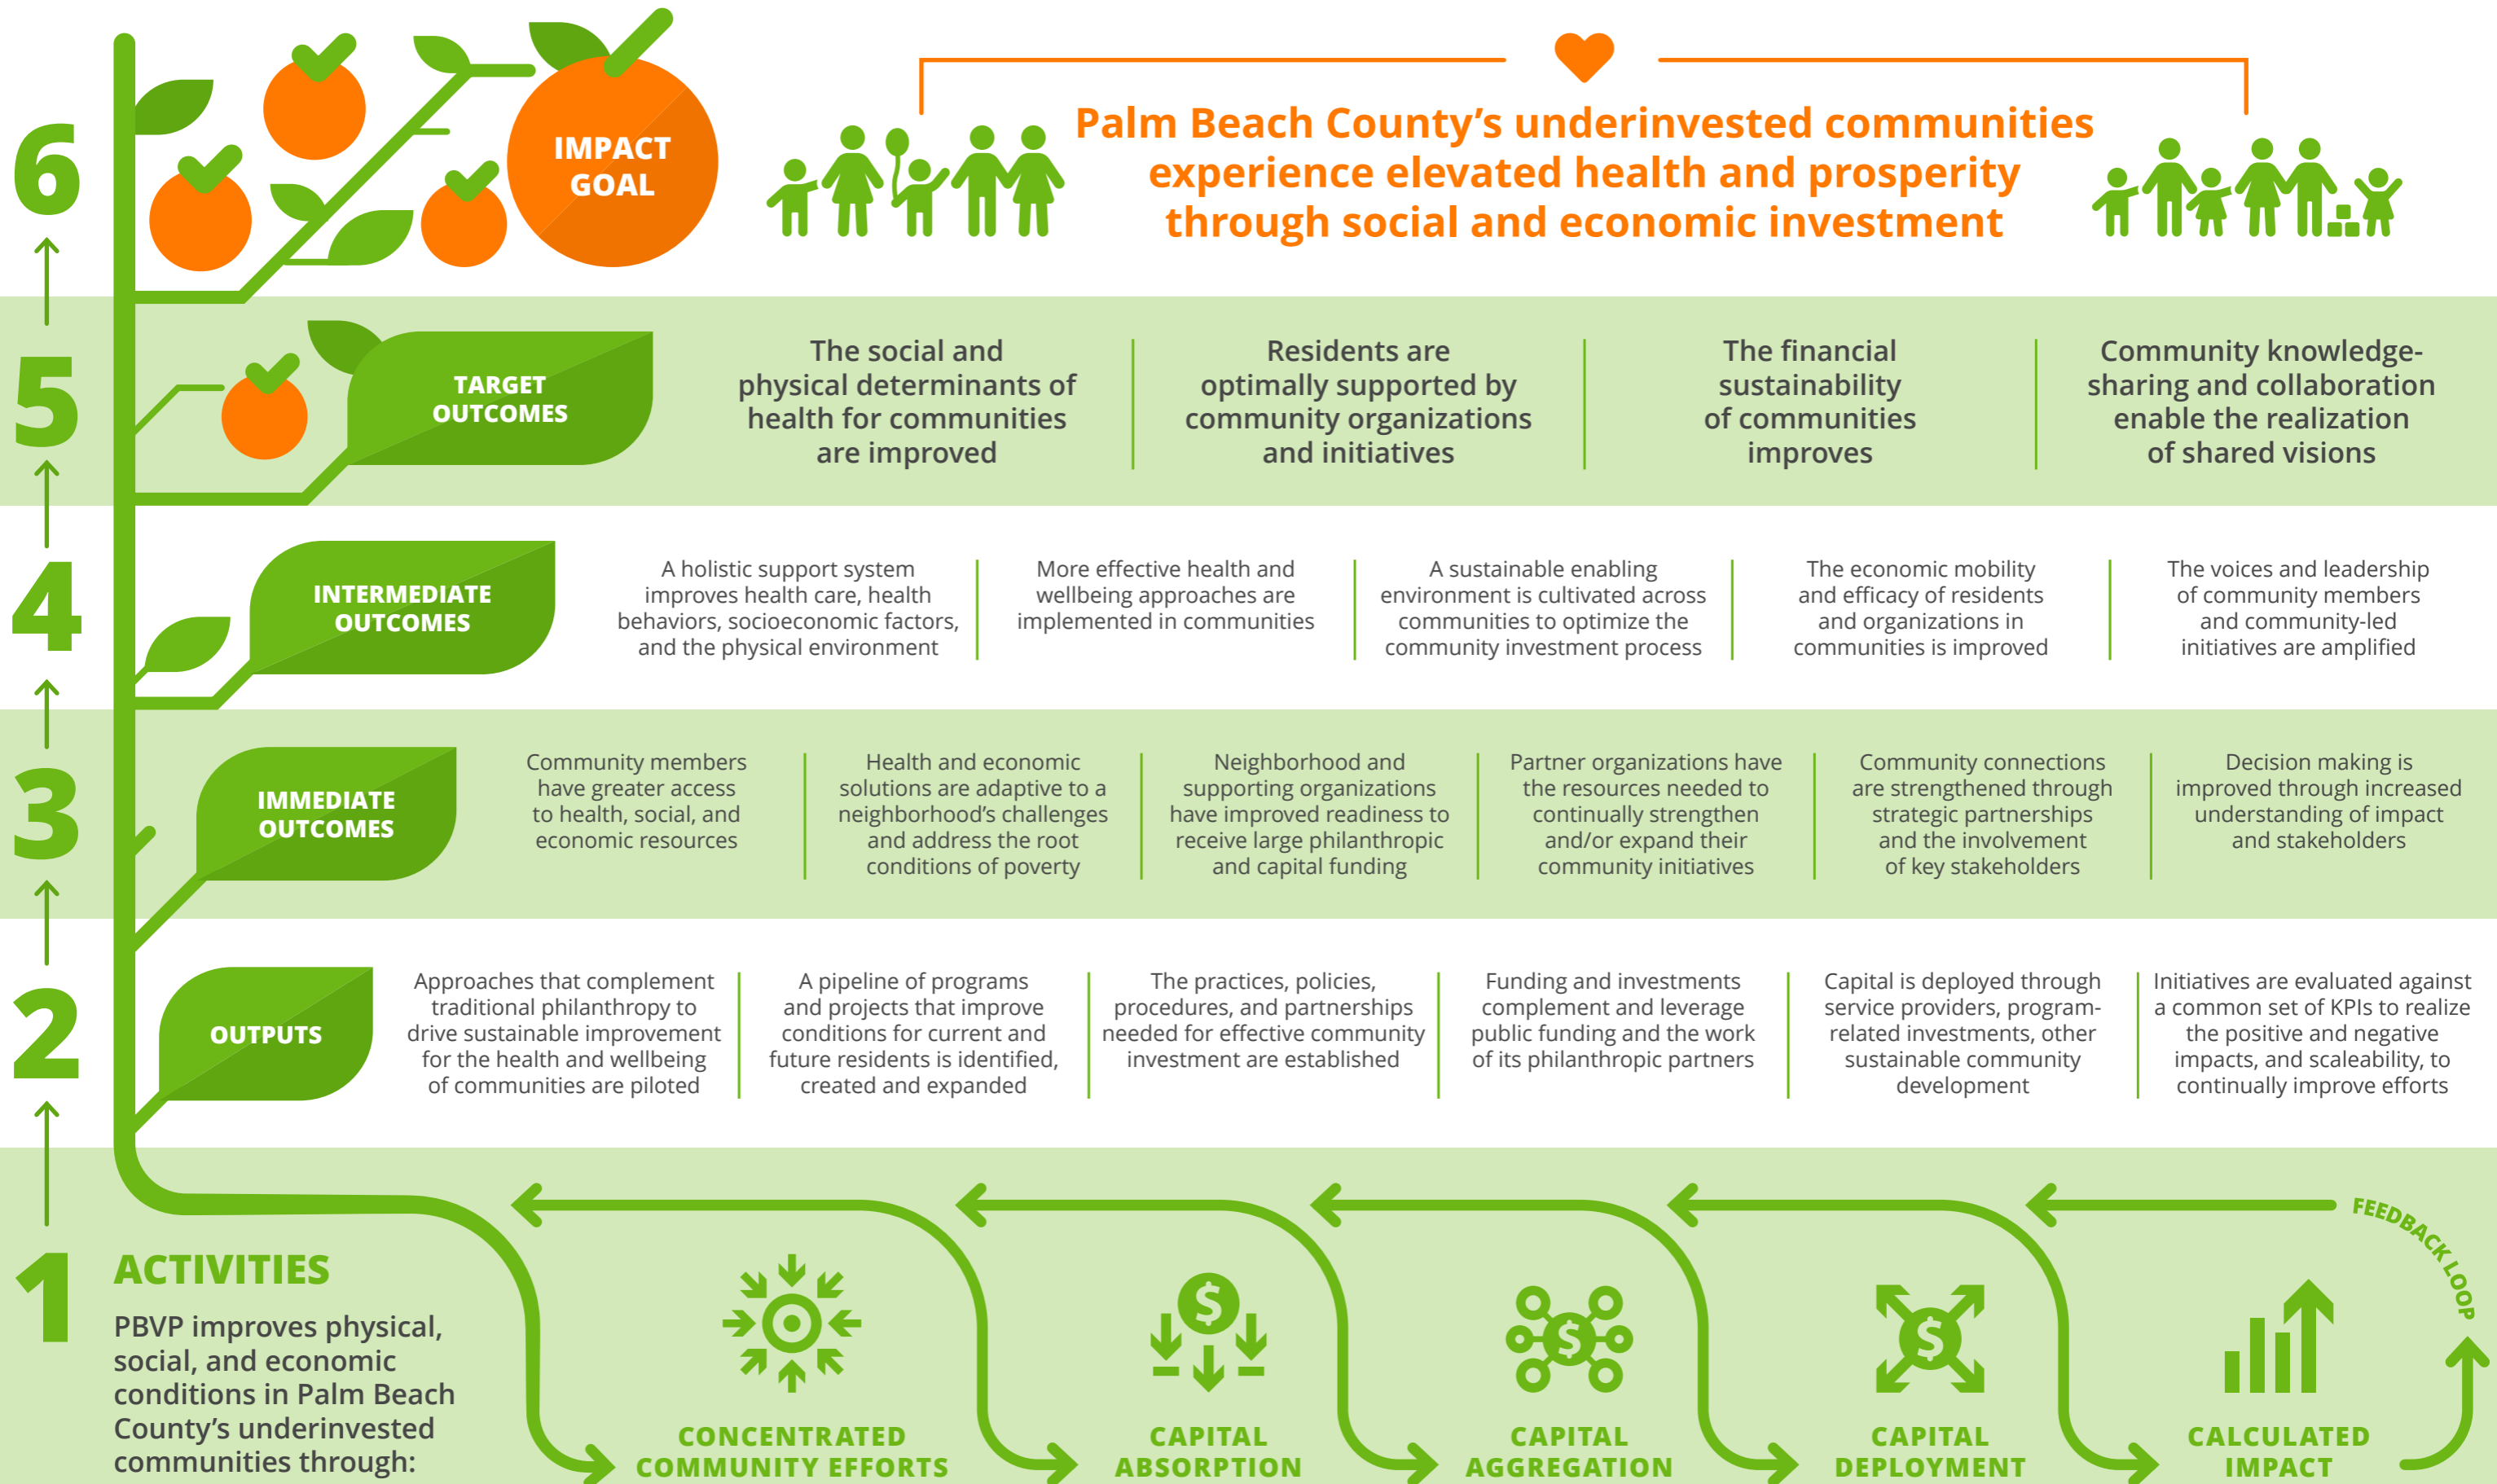 6
IMPACT
GOAL
Palm Beach County's underinvested communities
experience elevated health and prosperity
through social and economic investment
5
TARGET
OUTCOMES
The social and
physical determinants of
health for communities
are improved
Residents are
optimally supported by
community organizations
and initiatives
The financial
sustainability
of communities
improves
Community knowledge-
sharing and collaboration
enable the realization
of shared visions
4
INTERMEDIATE
OUTCOMES
A holistic support system
improves health care, health
behaviors, socioeconomic factors,
and the physical environment
More effective health and
wellbeing approaches are
implemented in communities
A sustainable enabling
environment is cultivated across
communities to optimize the
community investment process
The economic mobility
and efficacy of residents
and organizations in
communities is improved
The voices and leadership
of community members
and community-led
initiatives are amplified
3
IMMEDIATE
OUTCOMES
Community members
have greater access
to health, social, and
economic resources
Health and economic
solutions are adaptive to a
neighborhood's challenges
and address the root
conditions of poverty
Neighborhood and
supporting organizations
have improved readiness to
receive large philanthropic
and capital funding
Partner organizations have
the resources needed to
continually strengthen
and/or expand their
community initiatives
Community connections
are strengthened through
strategic partnerships
and the involvement
of key stakeholders
Decision making is
improved through increased
understanding of impact
and stakeholders
2
OUTPUTS
Approaches that complement
traditional philanthropy to
drive sustainable improvement
for the health and wellbeing
of communities are piloted
A pipeline of programs
and projects that improve
conditions for current and
future residents is identified,
created and expanded
The practices, policies,
procedures, and partnerships
needed for effective community
investment are established
Funding and investments
complement and leverage
public funding and the work
of its philanthropic partners
Capital is deployed through
service providers, program-
related investments, other
sustainable community
development
Initiatives are evaluated against
a common set of KPIs to realize
the positive and negative
impacts, and scaleability, to
continually improve efforts
1
ACTIVITIES
PBVP improves physical,
social, and economic
conditions in Palm Beach
County's underinvested
communities through:
CONCENTRATED
COMMUNITY EFFORTS
$
CAPITAL
ABSORPTION
$
CAPITAL
AGGREGATION
$
CAPITAL
DEPLOYMENT
CALCULATED
IMPACT
FEEDBACK LOOP